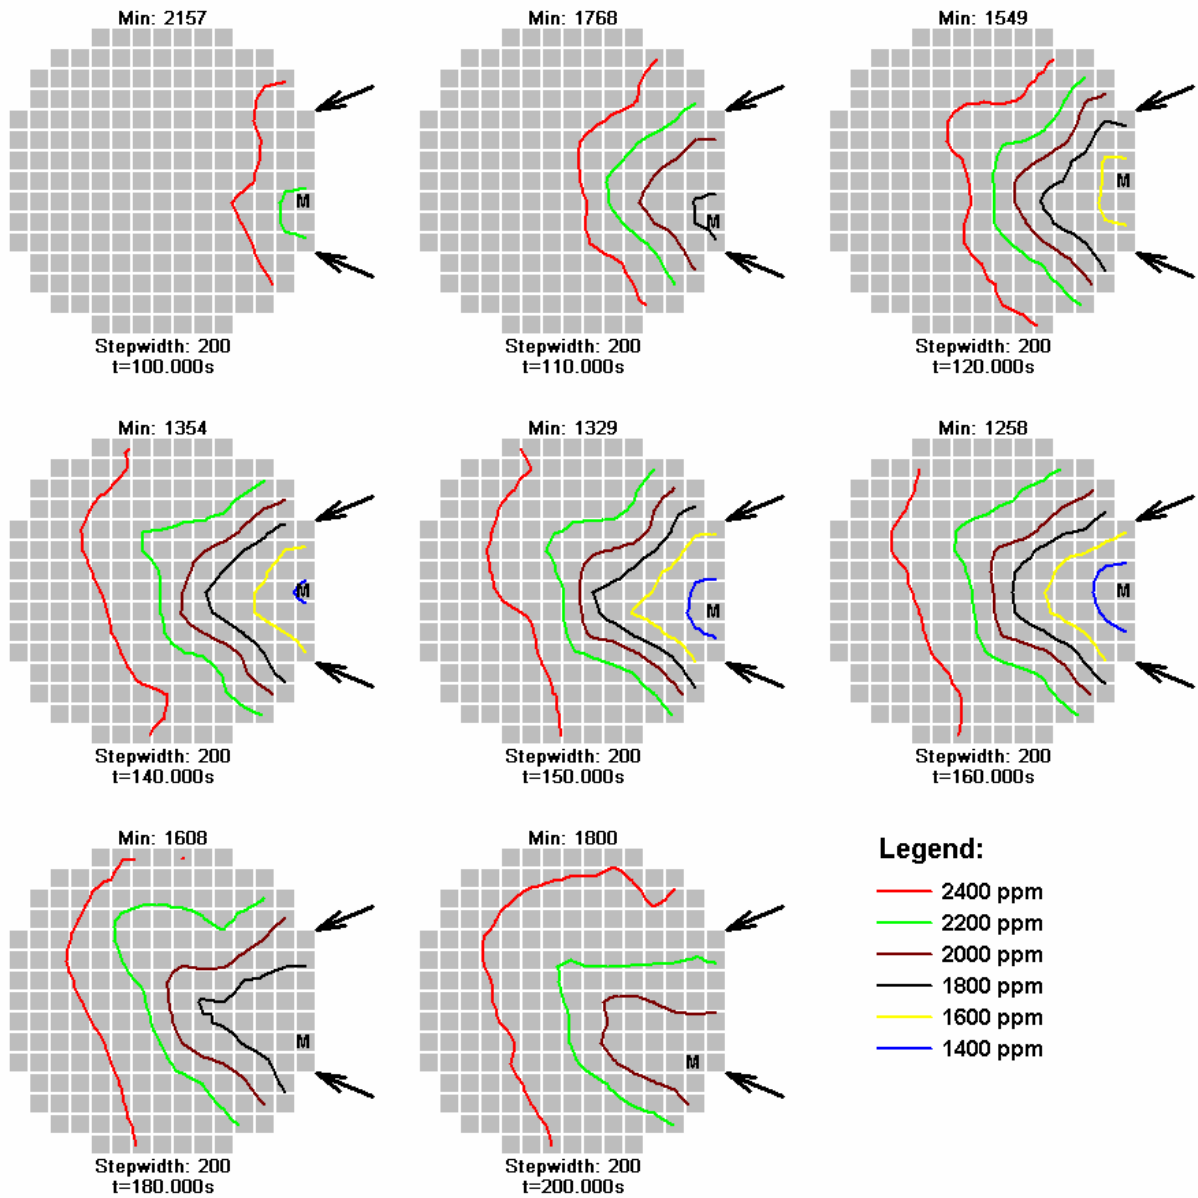 Min: 2157
M
Stepwidth: 200
t=100.000s
Min: 1768
M
Stepwidth: 200
t=110.000s
Min: 1549
M
Stepwidth: 200
t=120.000s
Min: 1354
M
Stepwidth: 200
t=140.000s
Min: 1329
M
Stepwidth: 200
t=150.000s
Min: 1258
M
Stepwidth: 200
t=160.000s
Min: 1608
M
Stepwidth: 200
t=180.000s
Min: 1800
M
Stepwidth: 200
t=200.000s
Legend:
2400 ppm
2200 ppm
2000 ppm
1800 ppm
1600 ppm
1400 ppm